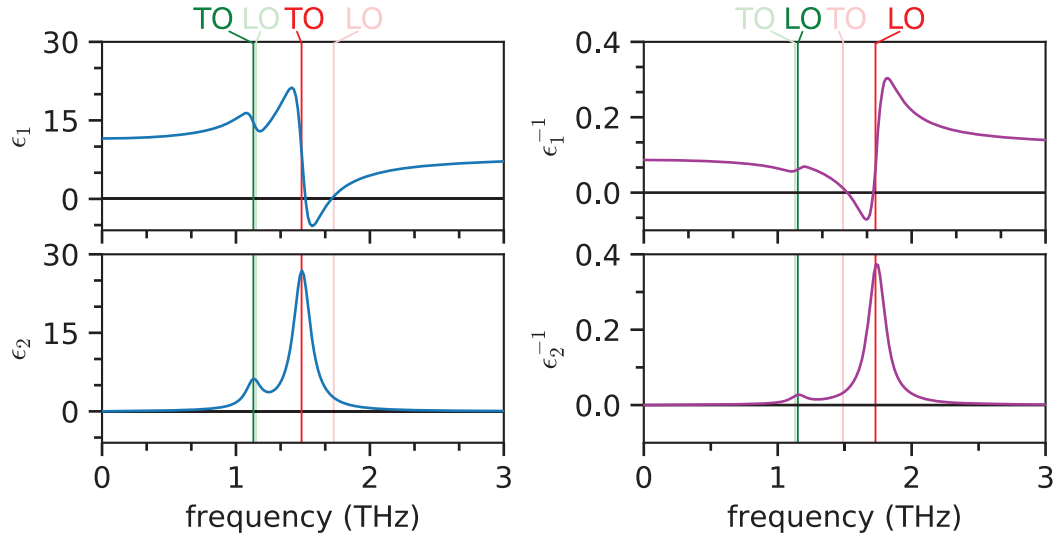 TO LO TO LO
30
15
0
ϵ₁
30
15
0
ϵ₂
0 1 2 3
frequency (THz)
TO LO TO LO
0.4
0.2
0.0
ϵ₁⁻¹
0.4
0.2
0.0
ϵ₂⁻¹
0 1 2 3
frequency (THz)